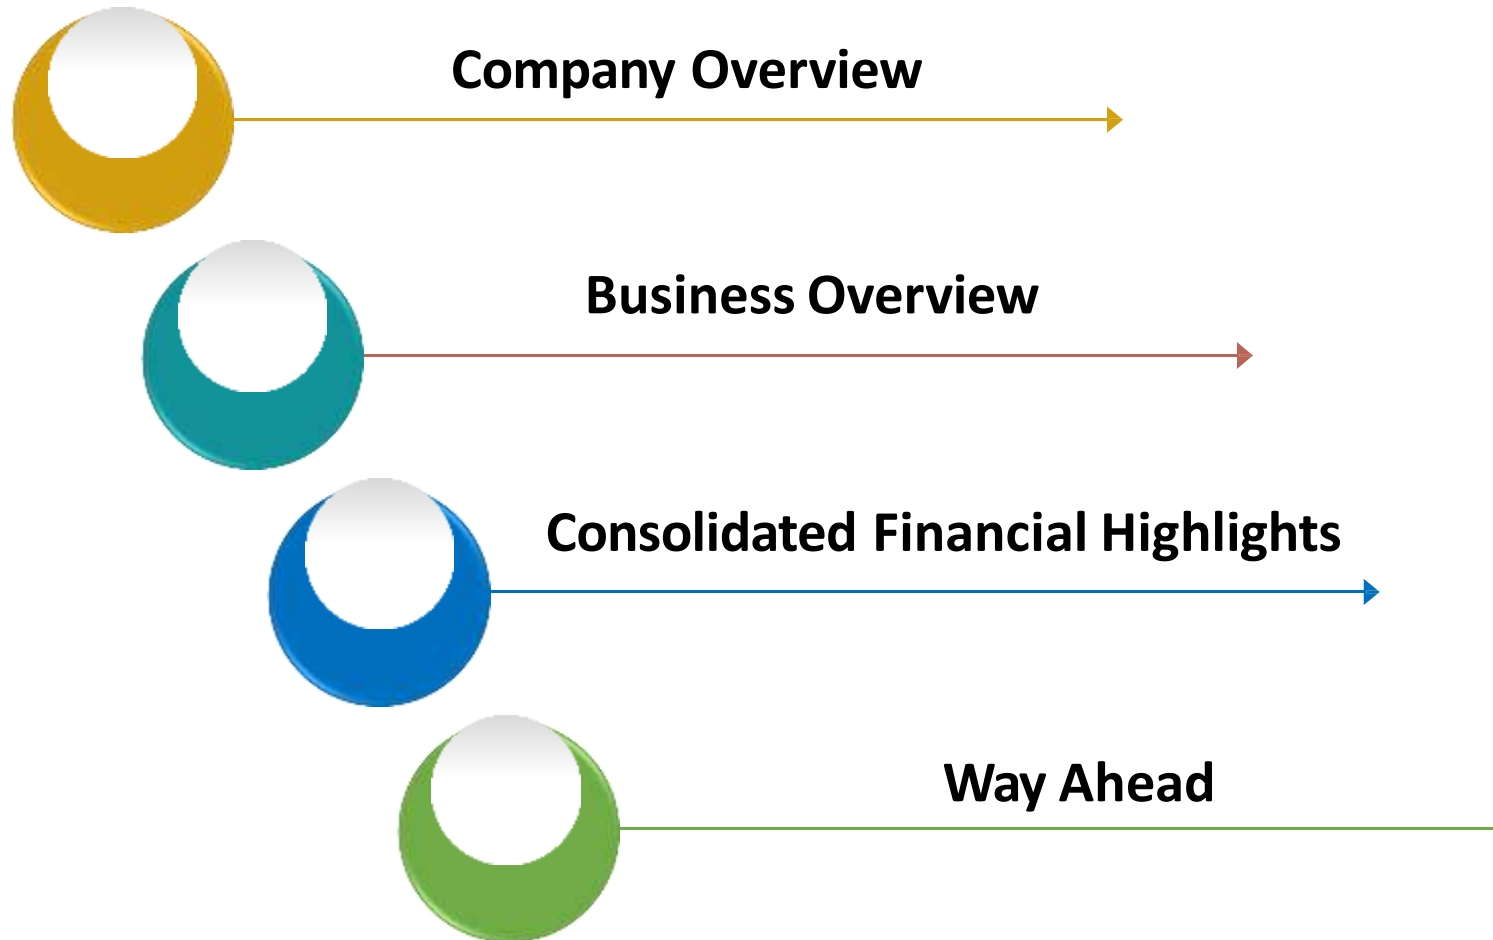 Company Overview
Business Overview
Consolidated Financial Highlights
Way Ahead